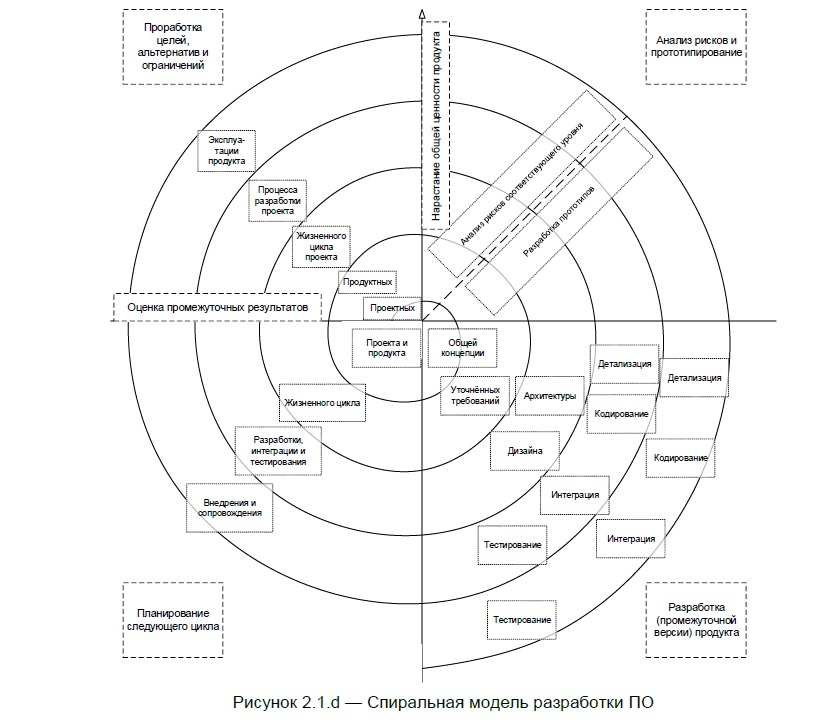 Проработка
целей,
альтернатив и
ограничений
Анализ рисков и
прототипирование
Нарастание общей ценности продукта
Анализ рисков соответствующего уровня
Разработка прототипов
Эксплуа-
тации
продукта
Процесса
разработки
проекта
Жизненного
цикла
проекта
Продуктных
Проектных
Оценка промежуточных результатов
Проекта и
продукта
Общей
концепции
Жизненного цикла
Уточнённых
требований
Архитектуры
Детализация
Детализация
Кодирование
Разработки,
интеграции и
тестирования
Дизайна
Кодирование
Внедрения и
сопровождения
Интеграция
Тестирование
Интеграция
Тестирование
Планирование
следующего цикла
Разработка
(промежуточной
версии) продукта
Рисунок 2.1.d — Спиральная модель разработки ПО